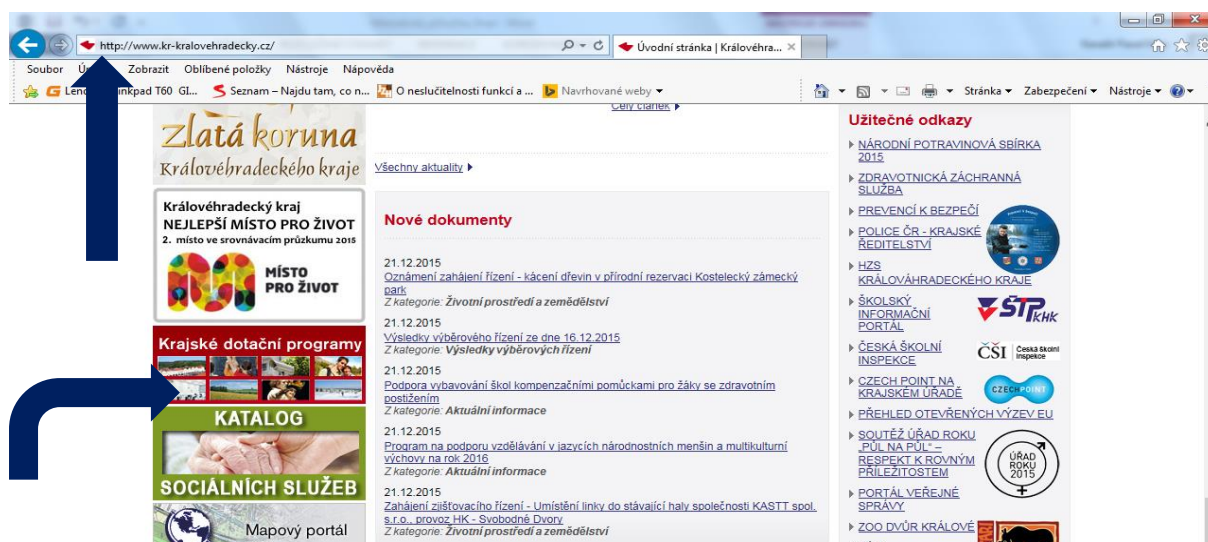 http://www.kr-kralovehradecky.cz/
Úvodní stránka | Královéhra...
Soubor
Zobrazit Oblíbené položky Nástroje Nápověda
Seznam – Najdu tam, co n... O neslučitelnosti funkcí a ... Navrhované weby
Stránka Zabezpečení Nástroje
Zlatá koruna
Královéhradeckého kraje
Královéhradecký kraj
NEJLEPŠÍ MÍSTO PRO ŽIVOT
2. místo ve srovnávacím průzkumu 2015
MÍSTO
PRO ŽIVOT
Krajské dotační programy
KATALOG
SOCIÁLNÍCH SLUŽEB
Mapový portál
Celý článek
Všechny aktuality
Nové dokumenty
21.12.2015
Oznámení zahájení řízení - kácení dřevin v přírodní rezervaci Kostelecký zámecký
park
Z kategorie: Životní prostředí a zemědělství
21.12.2015
Výsledky výběrového řízení ze dne 16.12.2015
Z kategorie: Výsledky výběrových řízení
21.12.2015
Podpora vybavování škol kompenzačními pomůckami pro žáky se zdravotním
postižením
Z kategorie: Aktuální informace
21.12.2015
Program na podporu vzdělávání v jazycích národnostních menšin a multikulturní
výchovy na rok 2016
Z kategorie: Aktuální informace
21.12.2015
Zahájení zjišťovacího řízení - Umístění linky do stávající haly společnosti KASTT spol.
s.r.o., provoz HK - Svobodné Dvory
Z kategorie: Životní prostředí a zemědělství
Užitečné odkazy
NÁRODNÍ POTRAVINOVÁ SBÍRKA
2015
ZDRAVOTNICKÁ ZÁCHRANNÁ
SLUŽBA
PREVENCÍ K BEZPEČÍ
POLICE ČR - KRAJSKÉ
ŘEDITELSTVÍ
HZS
KRÁLOVÁHRADECKÉHO KRAJE
ŠKOLSKÝ
INFORMAČNÍ
PORTÁL
ŠTP KHK
ČESKÁ ŠKOLNÍ
INSPEKCE
ČŠI Česká školní
inspekce
CZECH POINT NA
KRAJSKÉM ÚŘADĚ
CZECHPOINT
PŘEHLED OTEVŘENÝCH VÝZEV EU
SOUTĚŽ ÚŘAD ROKU
„PŮL NA PŮL“ –
RESPEKT K ROVNÝM
PŘÍLEŽITOSTEM
ÚŘAD
ROKU
2015
PORTÁL VEŘEJNÉ
SPRÁVY
ZOO DVŮR KRÁLOVÉ